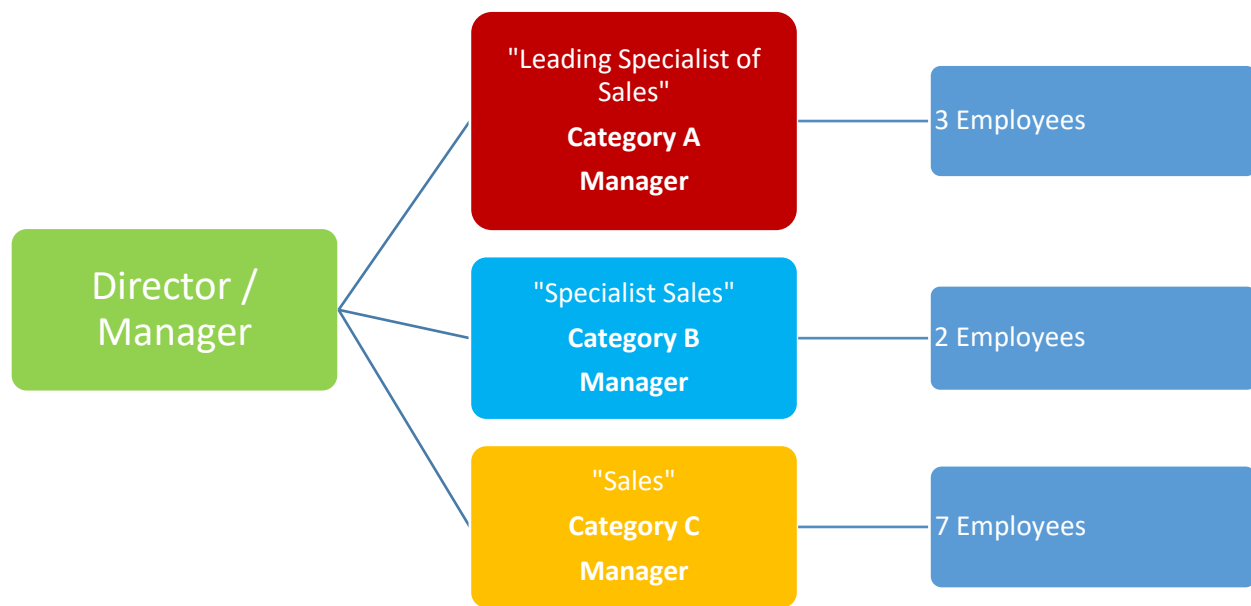 Director /
Manager
"Leading Specialist of
Sales"
Category A
Manager
3 Employees
"Specialist Sales"
Category B
Manager
2 Employees
"Sales"
Category C
Manager
7 Employees